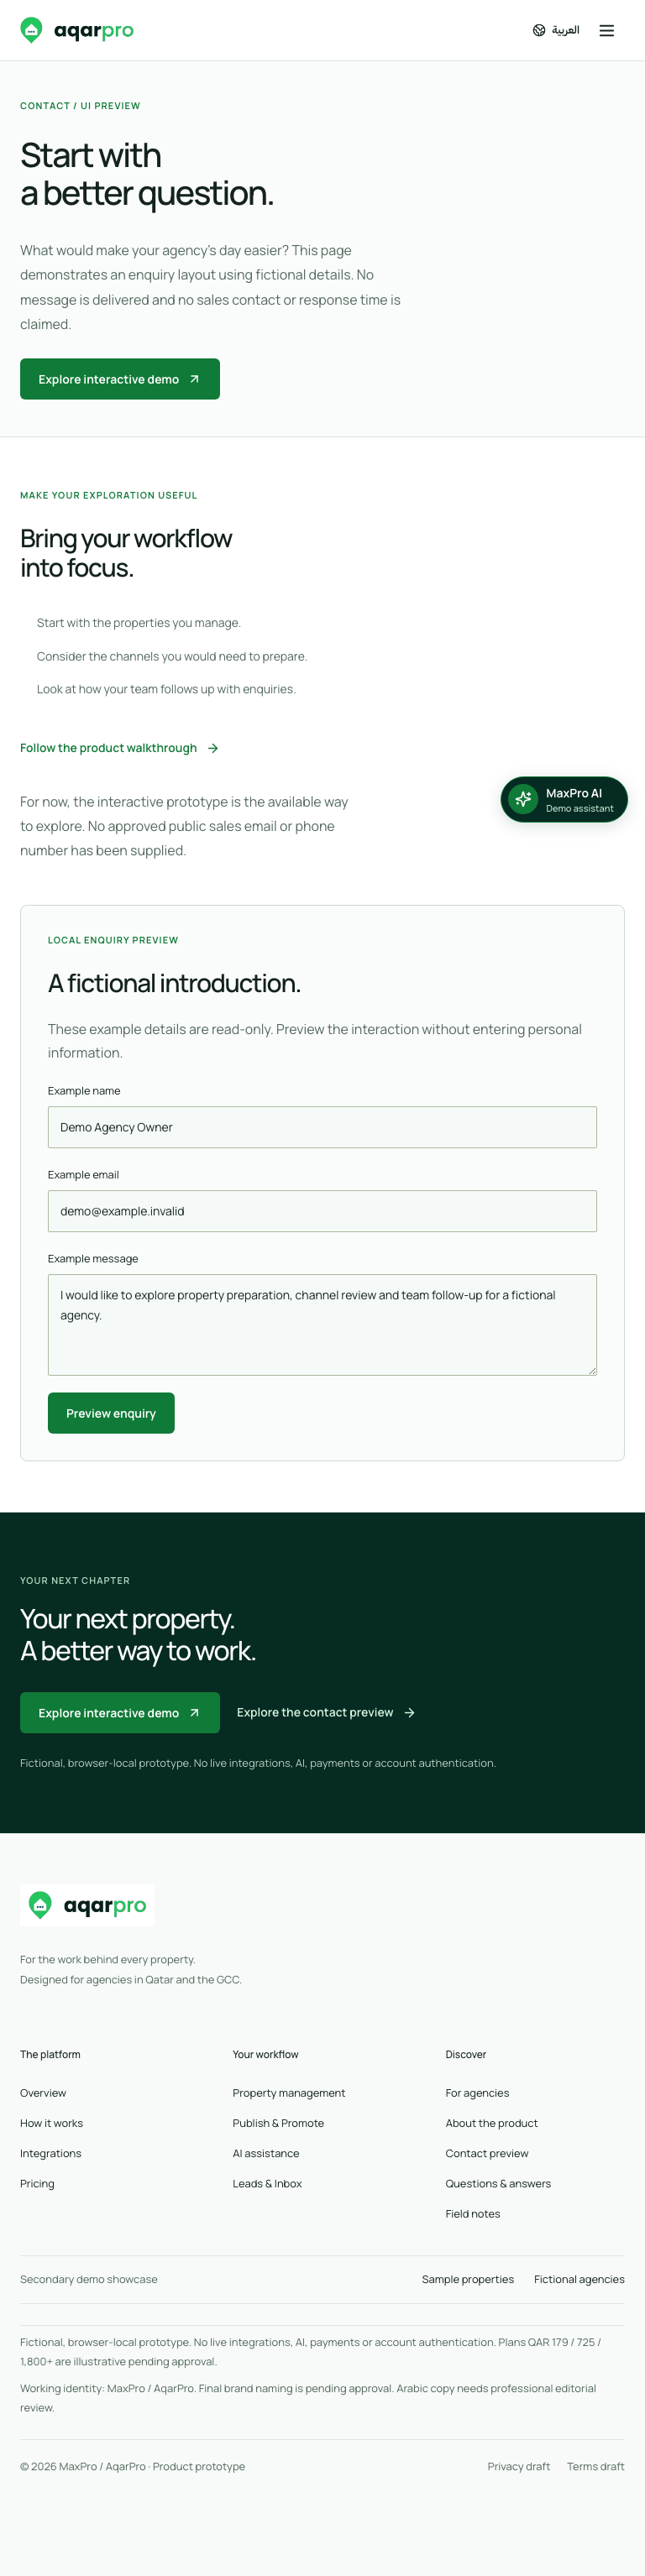 aqarpro
العربية
CONTACT / UI PREVIEW
Start with
a better question.
What would make your agency's day easier? This page
demonstrates an enquiry layout using fictional details. No
message is delivered and no sales contact or response time is
claimed.
Explore interactive demo
MAKE YOUR EXPLORATION USEFUL
Bring your workflow
into focus.
Start with the properties you manage.
Consider the channels you would need to prepare.
Look at how your team follows up with enquiries.
Follow the product walkthrough
MaxPro AI
Demo assistant
For now, the interactive prototype is the available way
to explore. No approved public sales email or phone
number has been supplied.
LOCAL ENQUIRY PREVIEW
A fictional introduction.
These example details are read-only. Preview the interaction without entering personal
information.
Example name
Demo Agency Owner
Example email
demo@example.invalid
Example message
I would like to explore property preparation, channel review and team follow-up for a fictional
agency.
Preview enquiry
YOUR NEXT CHAPTER
Your next property.
A better way to work.
Explore interactive demo
Explore the contact preview
Fictional, browser-local prototype. No live integrations, AI, payments or account authentication.
aqarpro
For the work behind every property.
Designed for agencies in Qatar and the GCC.
The platform
Overview
How it works
Integrations
Pricing
Your workflow
Property management
Publish & Promote
AI assistance
Leads & Inbox
Discover
For agencies
About the product
Contact preview
Questions & answers
Field notes
Secondary demo showcase
Sample properties
Fictional agencies
Fictional, browser-local prototype. No live integrations, AI, payments or account authentication. Plans QAR 179 / 725 /
1,800+ are illustrative pending approval.
Working identity: MaxPro / AqarPro. Final brand naming is pending approval. Arabic copy needs professional editorial
review.
© 2026 MaxPro / AqarPro · Product prototype
Privacy draft
Terms draft